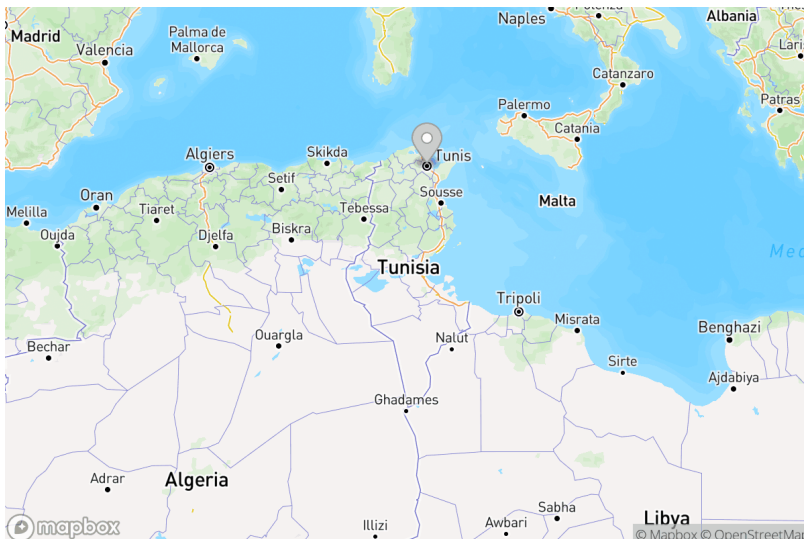 Naples
Potenza
Albania
Madrid
Palma de
Mallorca
Valencia
Catanzaro
Patras
Palermo
Catania
Algiers
Skikda
Tunis
Setif
Sousse
Oran
Malta
Melilla
Tiaret
Tebessa
Oujda
Djelfa
Biskra
Med
Tunisia
Tripoli
Misrata
Benghazi
Ouargla
Nalut
Bechar
Sirte
Ajdabiya
Ghadames
Adrar
Algeria
Sabha
Illizi
Awbari
Libya
mapbox
© Mapbox © OpenStreetMap